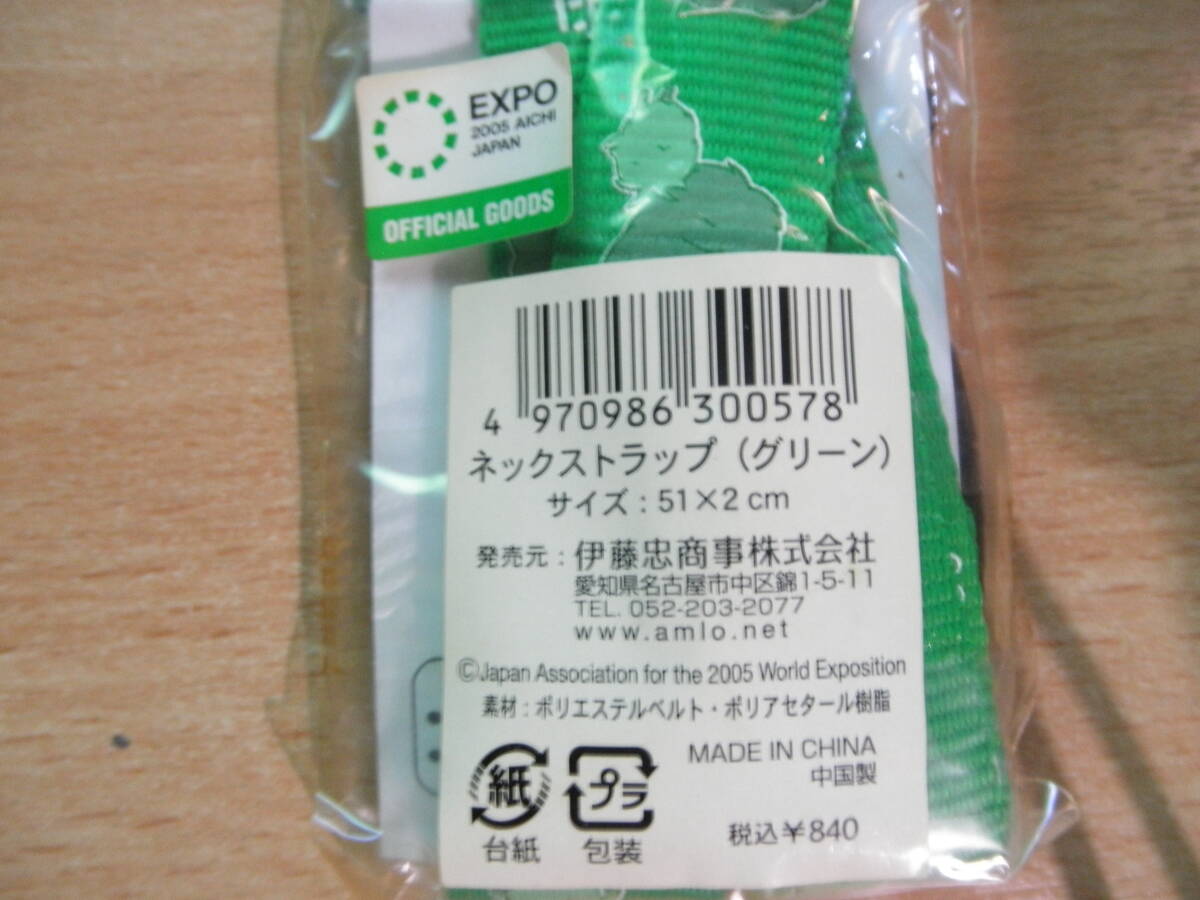 EXPO
2005 AICHI
JAPAN
OFFICIAL GOODS
4 970986 300578
ネックストラップ（グリーン）
サイズ：51×2 cm
発売元：伊藤忠商事株式会社
愛知県名古屋市中区錦1-5-11
TEL. 052-203-2077
www.amlo.net
©Japan Association for the 2005 World Exposition
素材：ポリエステルベルト・ポリアセタール樹脂
MADE IN CHINA
中国製
紙 プラ
台紙 包装
税込￥840